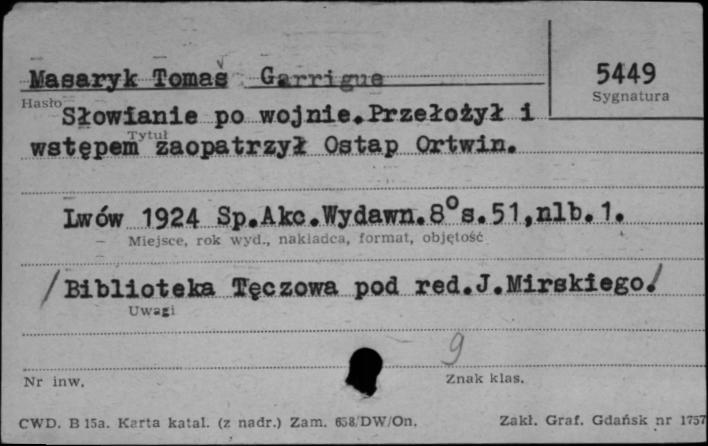 Masaryk Tomaš Garrigue
5449
Hasło
Sygnatura
Słowianie po wojnie.Przełożył i
Tytuł
wstępem zaopatrzył Ostap Ortwin.
Lwów 1924 Sp.Akc.Wydawn.8°s.51,nlb.1.
Miejsce, rok wyd., nakładca, format, objętość
/Biblioteka Tęczowa pod red.J.Mirskiego/
Uwagi
9
Nr inw.
Znak klas.
CWD. B 15a. Karta katal. (z nadr.) Zam. 658/DW/On.
Zakł. Graf. Gdańsk nr 1757